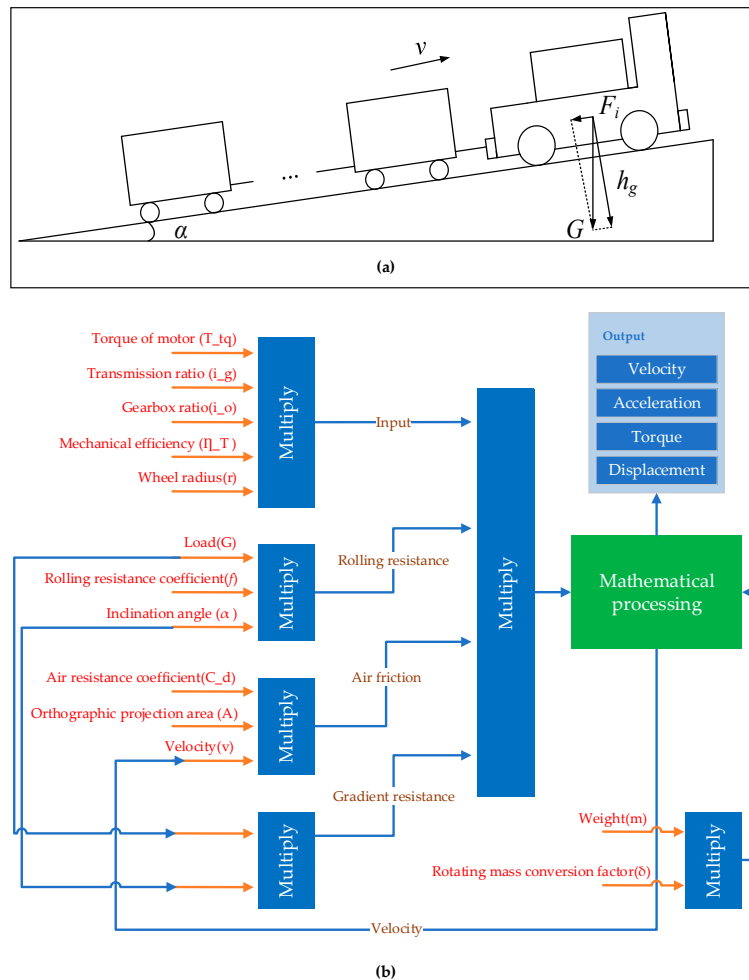 v
F_i
h_g
G
...
α
(a)
Torque of motor (T_tq)
Transmission ratio (i_g)
Gearbox ratio(i_o)
Mechanical efficiency (Ƞ_T )
Wheel radius(r)
Multiply
Input
Load(G)
Rolling resistance coefficient(f)
Inclination angle (α )
Multiply
Rolling resistance
Air resistance coefficient(C_d)
Orthographic projection area (A)
Velocity(v)
Multiply
Air friction
Multiply
Gradient resistance
Multiply
Output
Velocity
Acceleration
Torque
Displacement
Mathematical
processing
Weight(m)
Rotating mass conversion factor(δ)
Multiply
Velocity
(b)